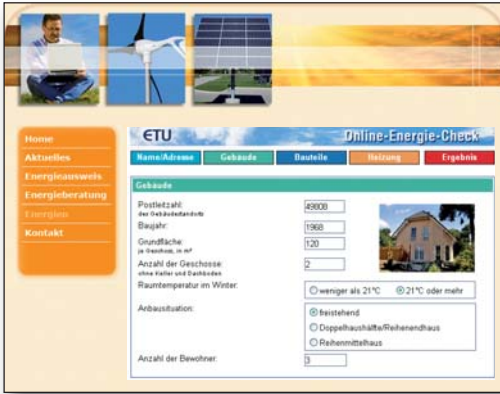 Home
Aktuelles
Energieausweis
Energieberatung
Energien
Kontakt
ETU Online-Energie-Check
Name/Adresse Gebäude Bauteile Heizung Ergebnis
Gebäude
Postleitzahl: 49808
des Gebäudestandorts
Baujahr: 1968
Grundfläche: 120
je Geschoss, in m²
Anzahl der Geschosse: 2
ohne Keller und Dachboden
Raumtemperatur im Winter: weniger als 21°C 21°C oder mehr
Anbausituation: freistehend
Doppelhaushälfte/Reihenendhaus
Reihenmittelhaus
Anzahl der Bewohner: 3